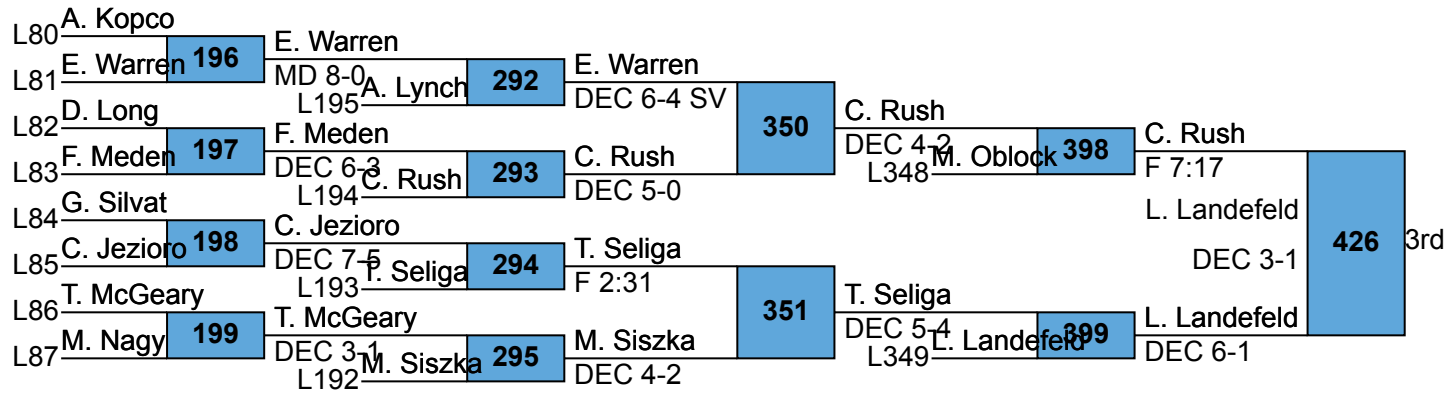 L80 A. Kopco
L81 E. Warren
196
E. Warren
MD 8-0
L195 A. Lynch
292
E. Warren
DEC 6-4 SV
L82 D. Long
L83 F. Meden
197
F. Meden
DEC 6-3
L194 C. Rush
293
C. Rush
DEC 5-0
350
C. Rush
DEC 4-2
L348 M. Oblock
398
C. Rush
F 7:17
L84 G. Silvat
L85 C. Jezioro
198
C. Jezioro
DEC 7-5
L193 T. Seliga
294
T. Seliga
F 2:31
L86 T. McGeary
L87 M. Nagy
199
T. McGeary
DEC 3-1
L192 M. Siszka
295
M. Siszka
DEC 4-2
351
T. Seliga
DEC 5-4
L349 L. Landefeld
399
L. Landefeld
DEC 6-1
L. Landefeld
DEC 3-1
426
3rd